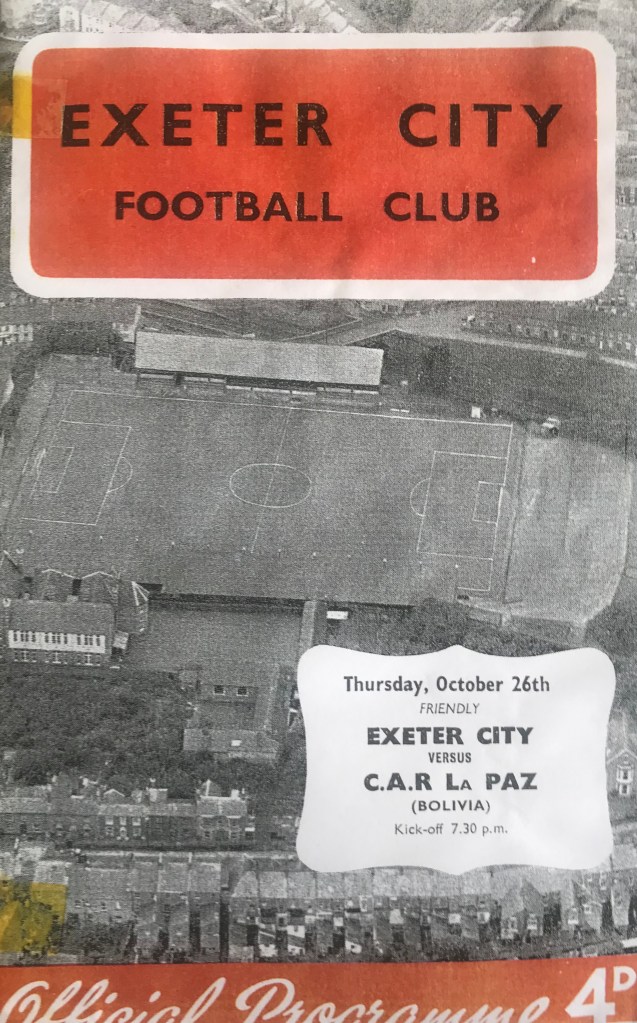 EXETER CITY
FOOTBALL CLUB
Thursday, October 26th
FRIENDLY
EXETER CITY
VERSUS
C.A.R LA PAZ
(BOLIVIA)
Kick-off 7.30 p.m.
Official Programme 4D